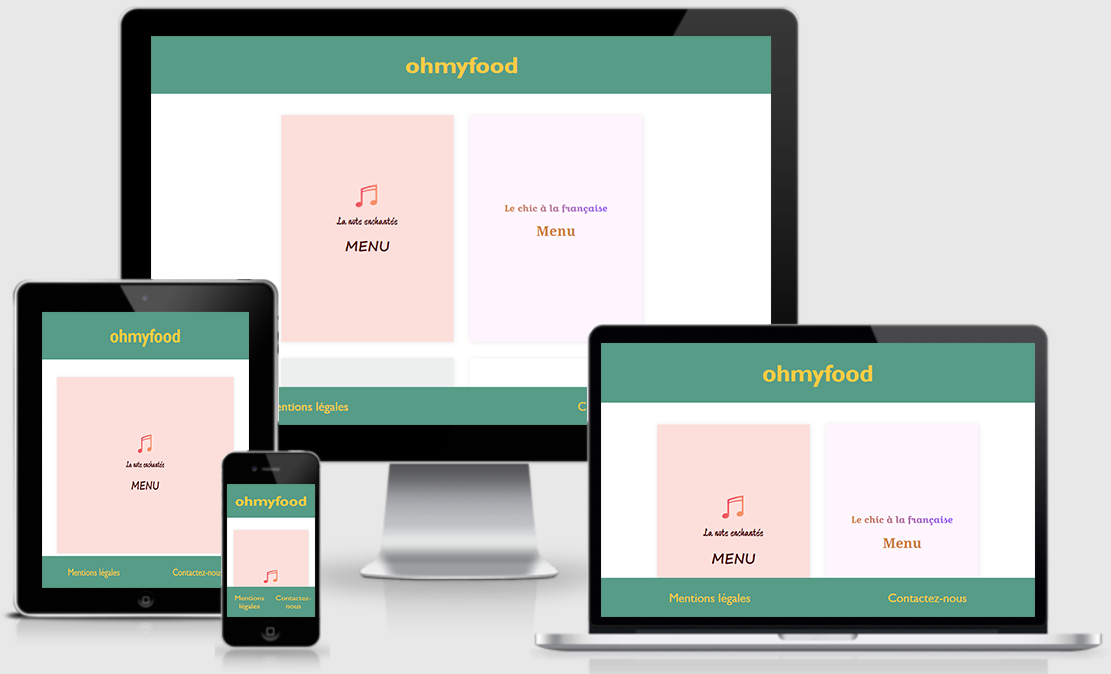 ohmyfood
La note enchantée
MENU
Le chic à la française
Menu
entions légales
C
ohmyfood
La note enchantée
MENU
Mentions légales
Contactez-nous
ohmyfood
Mentions
légales
Contactez-
nous
ohmyfood
La note enchantée
MENU
Le chic à la française
Menu
Mentions légales
Contactez-nous